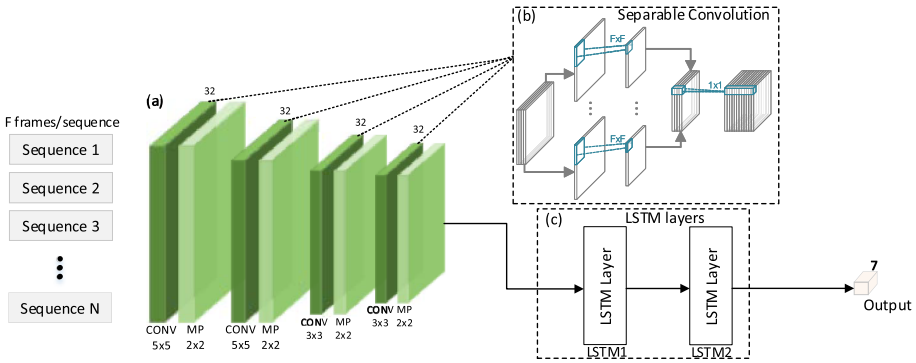 (b)
Separable Convolution
FxF
1x1
FxF
(a)
32
32
32
32
F frames/sequence
Sequence 1
Sequence 2
Sequence 3
Sequence N
CONV
5x5
MP
2x2
CONV
5x5
MP
2x2
CONV
3x3
MP
2x2
CONV
3x3
MP
2x2
(c)
LSTM layers
LSTM Layer
LSTM Layer
LSTM1
LSTM2
7
Output